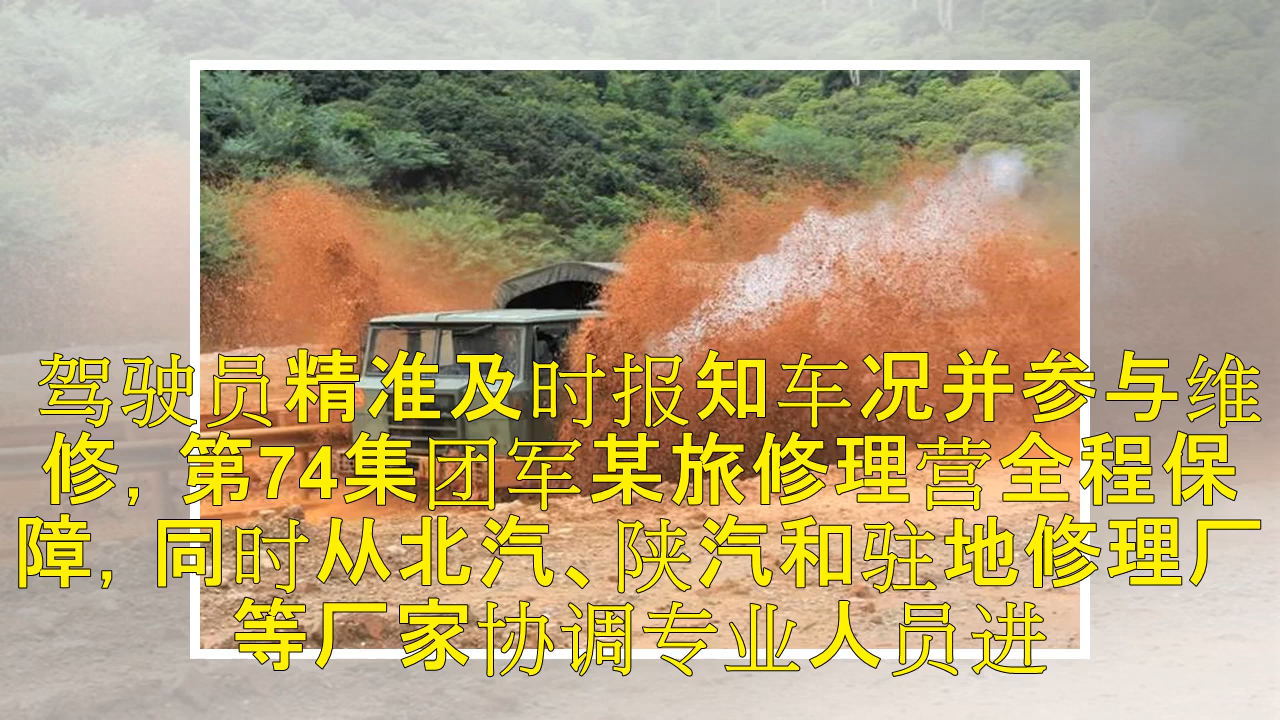 驾驶员精准及时报知车况并参与维
修, 第74集团军某旅修理营全程保
障, 同时从北汽、陕汽和驻地修理厂
等厂家协调专业人员进